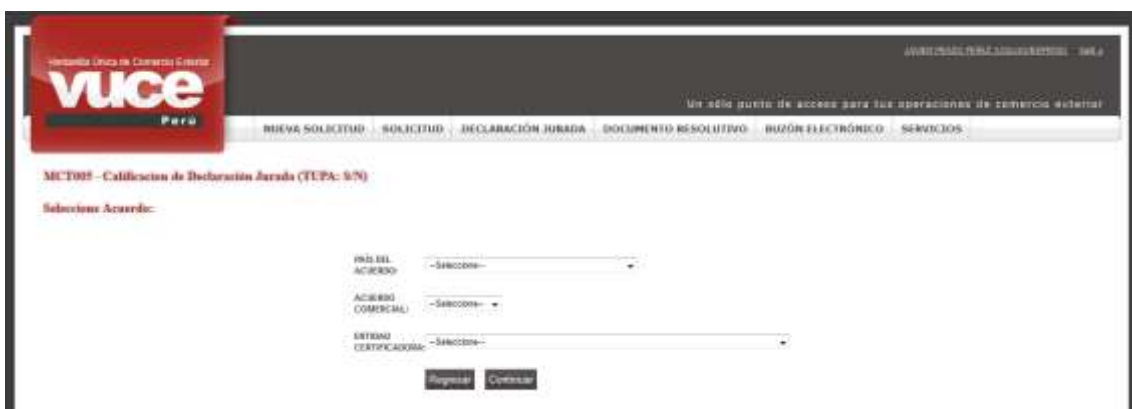 Ventanilla Única de Comercio Exterior
vuce
Perú
Un sólo punto de acceso para tus operaciones de comercio exterior
NUEVA SOLICITUD SOLICITUD DECLARACIÓN JURADA DOCUMENTO RESOLUTIVO BUZÓN ELECTRÓNICO SERVICIOS
MCT005 - Calificacion de Declaración Jurada (TUPA: S/N)
Seleccione Acuerdo:
PAÍS DEL
ACUERDO:
--Seleccione--
ACUERDO
COMERCIAL:
--Seleccione--
ENTIDAD
CERTIFICADORA:
--Seleccione--
Regresar Continuar